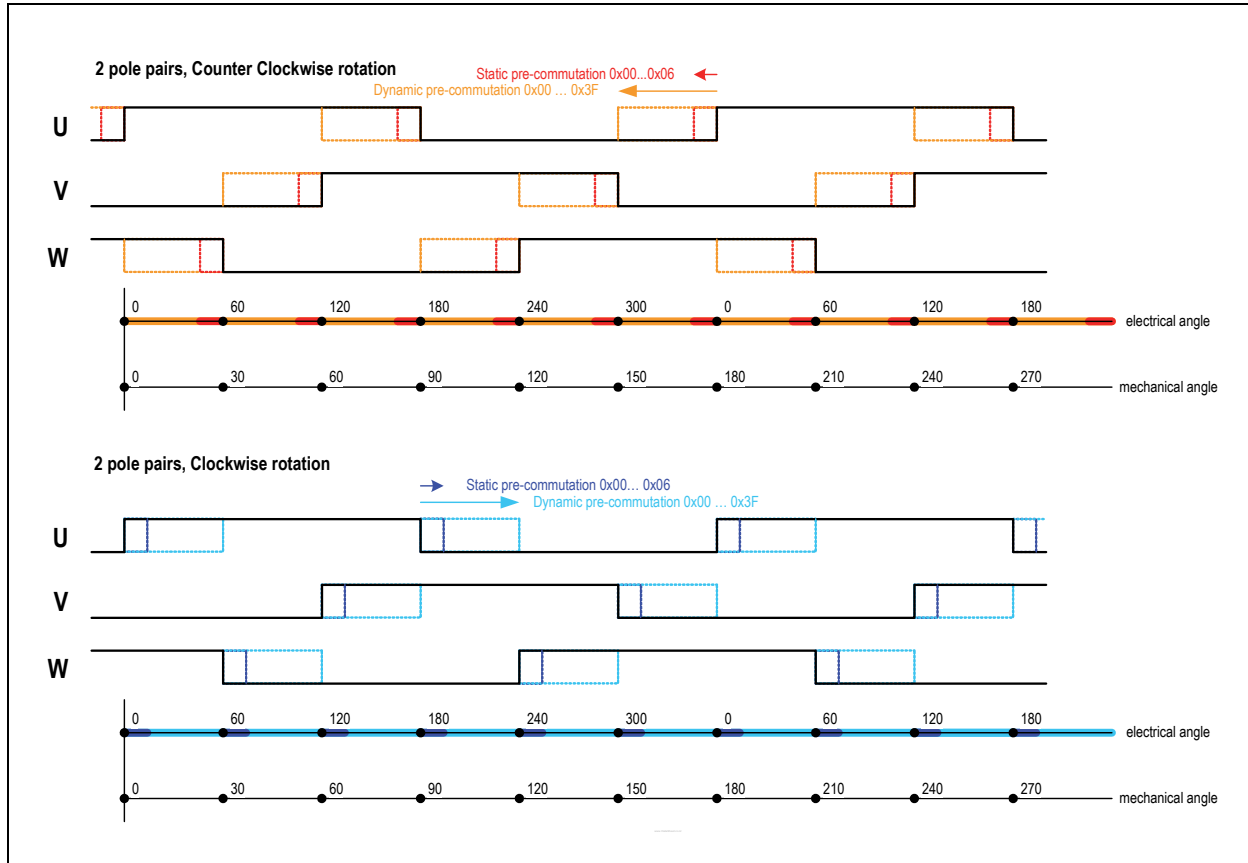 2 pole pairs, Counter Clockwise rotation
Static pre-commutation 0x00...0x06
Dynamic pre-commutation 0x00 ... 0x3F
U
V
W
0 60 120 180 240 300 0 60 120 180
electrical angle
0 30 60 90 120 150 180 210 240 270
mechanical angle
2 pole pairs, Clockwise rotation
Static pre-commutation 0x00... 0x06
Dynamic pre-commutation 0x00 ... 0x3F
U
V
W
0 60 120 180 240 300 0 60 120 180
electrical angle
0 30 60 90 120 150 180 210 240 270
mechanical angle